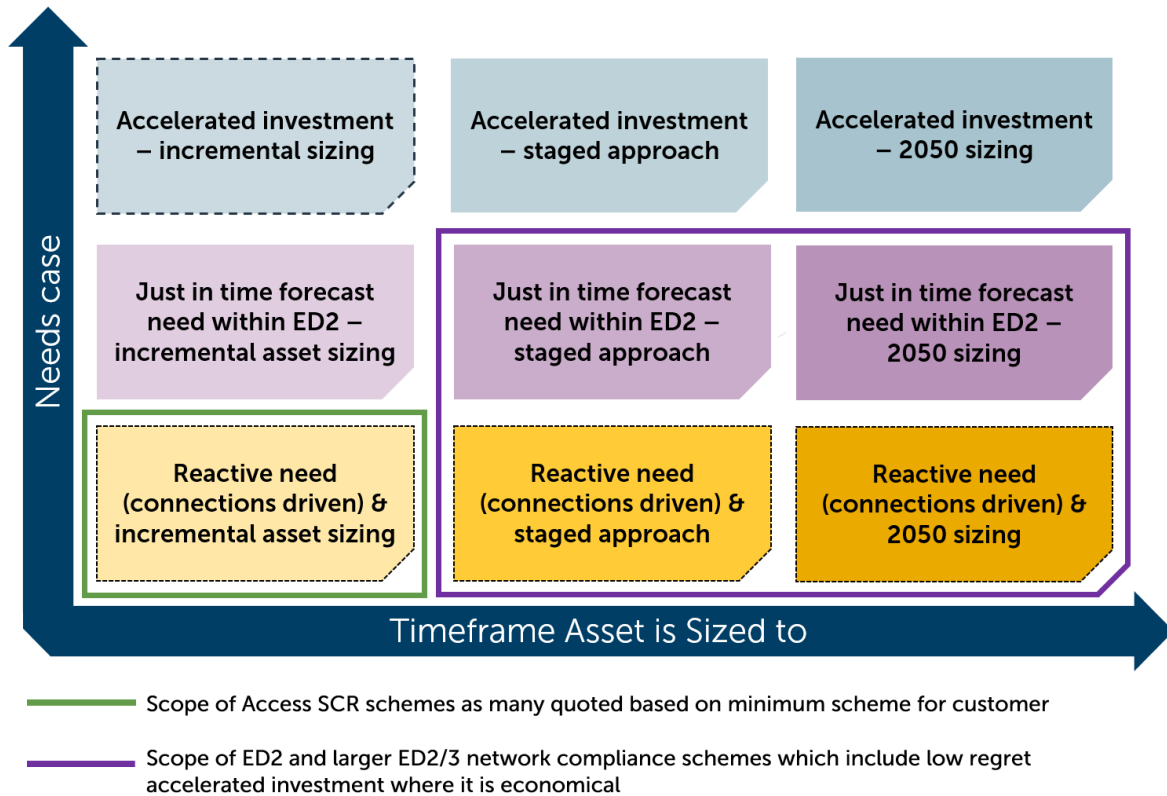 Needs case
Accelerated investment
– incremental sizing
Accelerated investment
– staged approach
Accelerated investment
– 2050 sizing
Just in time forecast
need within ED2 –
incremental asset sizing
Just in time forecast
need within ED2 –
staged approach
Just in time forecast
need within ED2 –
2050 sizing
Reactive need
(connections driven) &
incremental asset sizing
Reactive need
(connections driven) &
staged approach
Reactive need
(connections driven) &
2050 sizing
Timeframe Asset is Sized to
Scope of Access SCR schemes as many quoted based on minimum scheme for customer
Scope of ED2 and larger ED2/3 network compliance schemes which include low regret
accelerated investment where it is economical